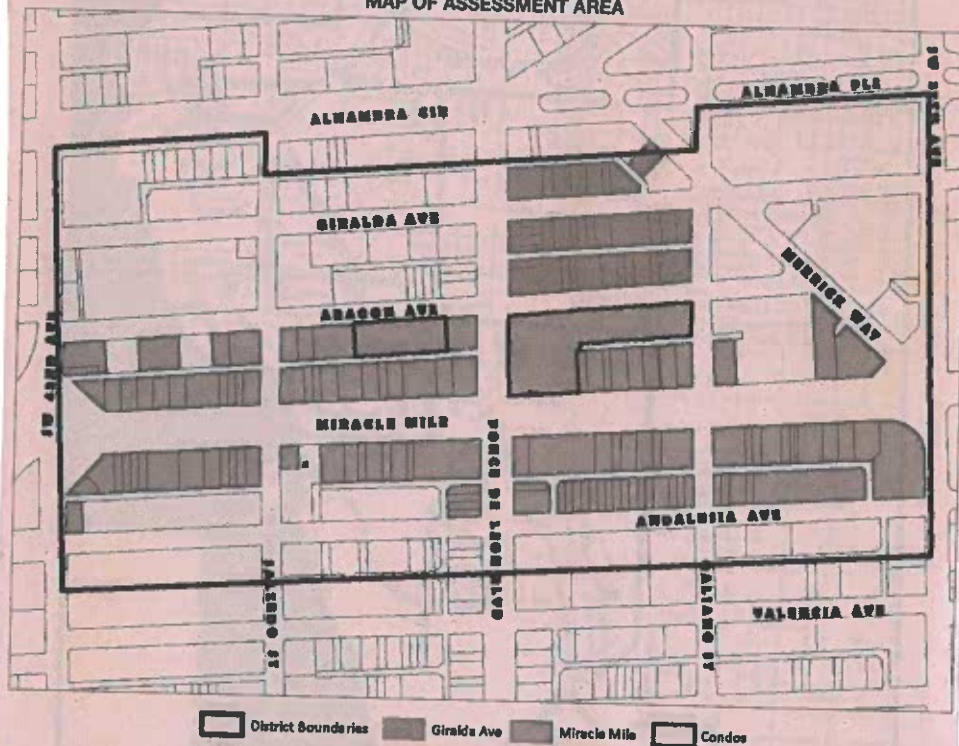 MAP OF ASSESSMENT AREA
ALHAMBRA CIR
ALHAMBRA PLZ
GIRALDA AVE
MERRICK WAY
ARAGON AVE
SW 42ND AVE
MIRACLE MILE
PONCE DE LEON BLVD
ANDALUSIA AVE
GALIANO ST
VALENCIA AVE
District Boundaries
Giralda Ave
Miracle Mile
Condos